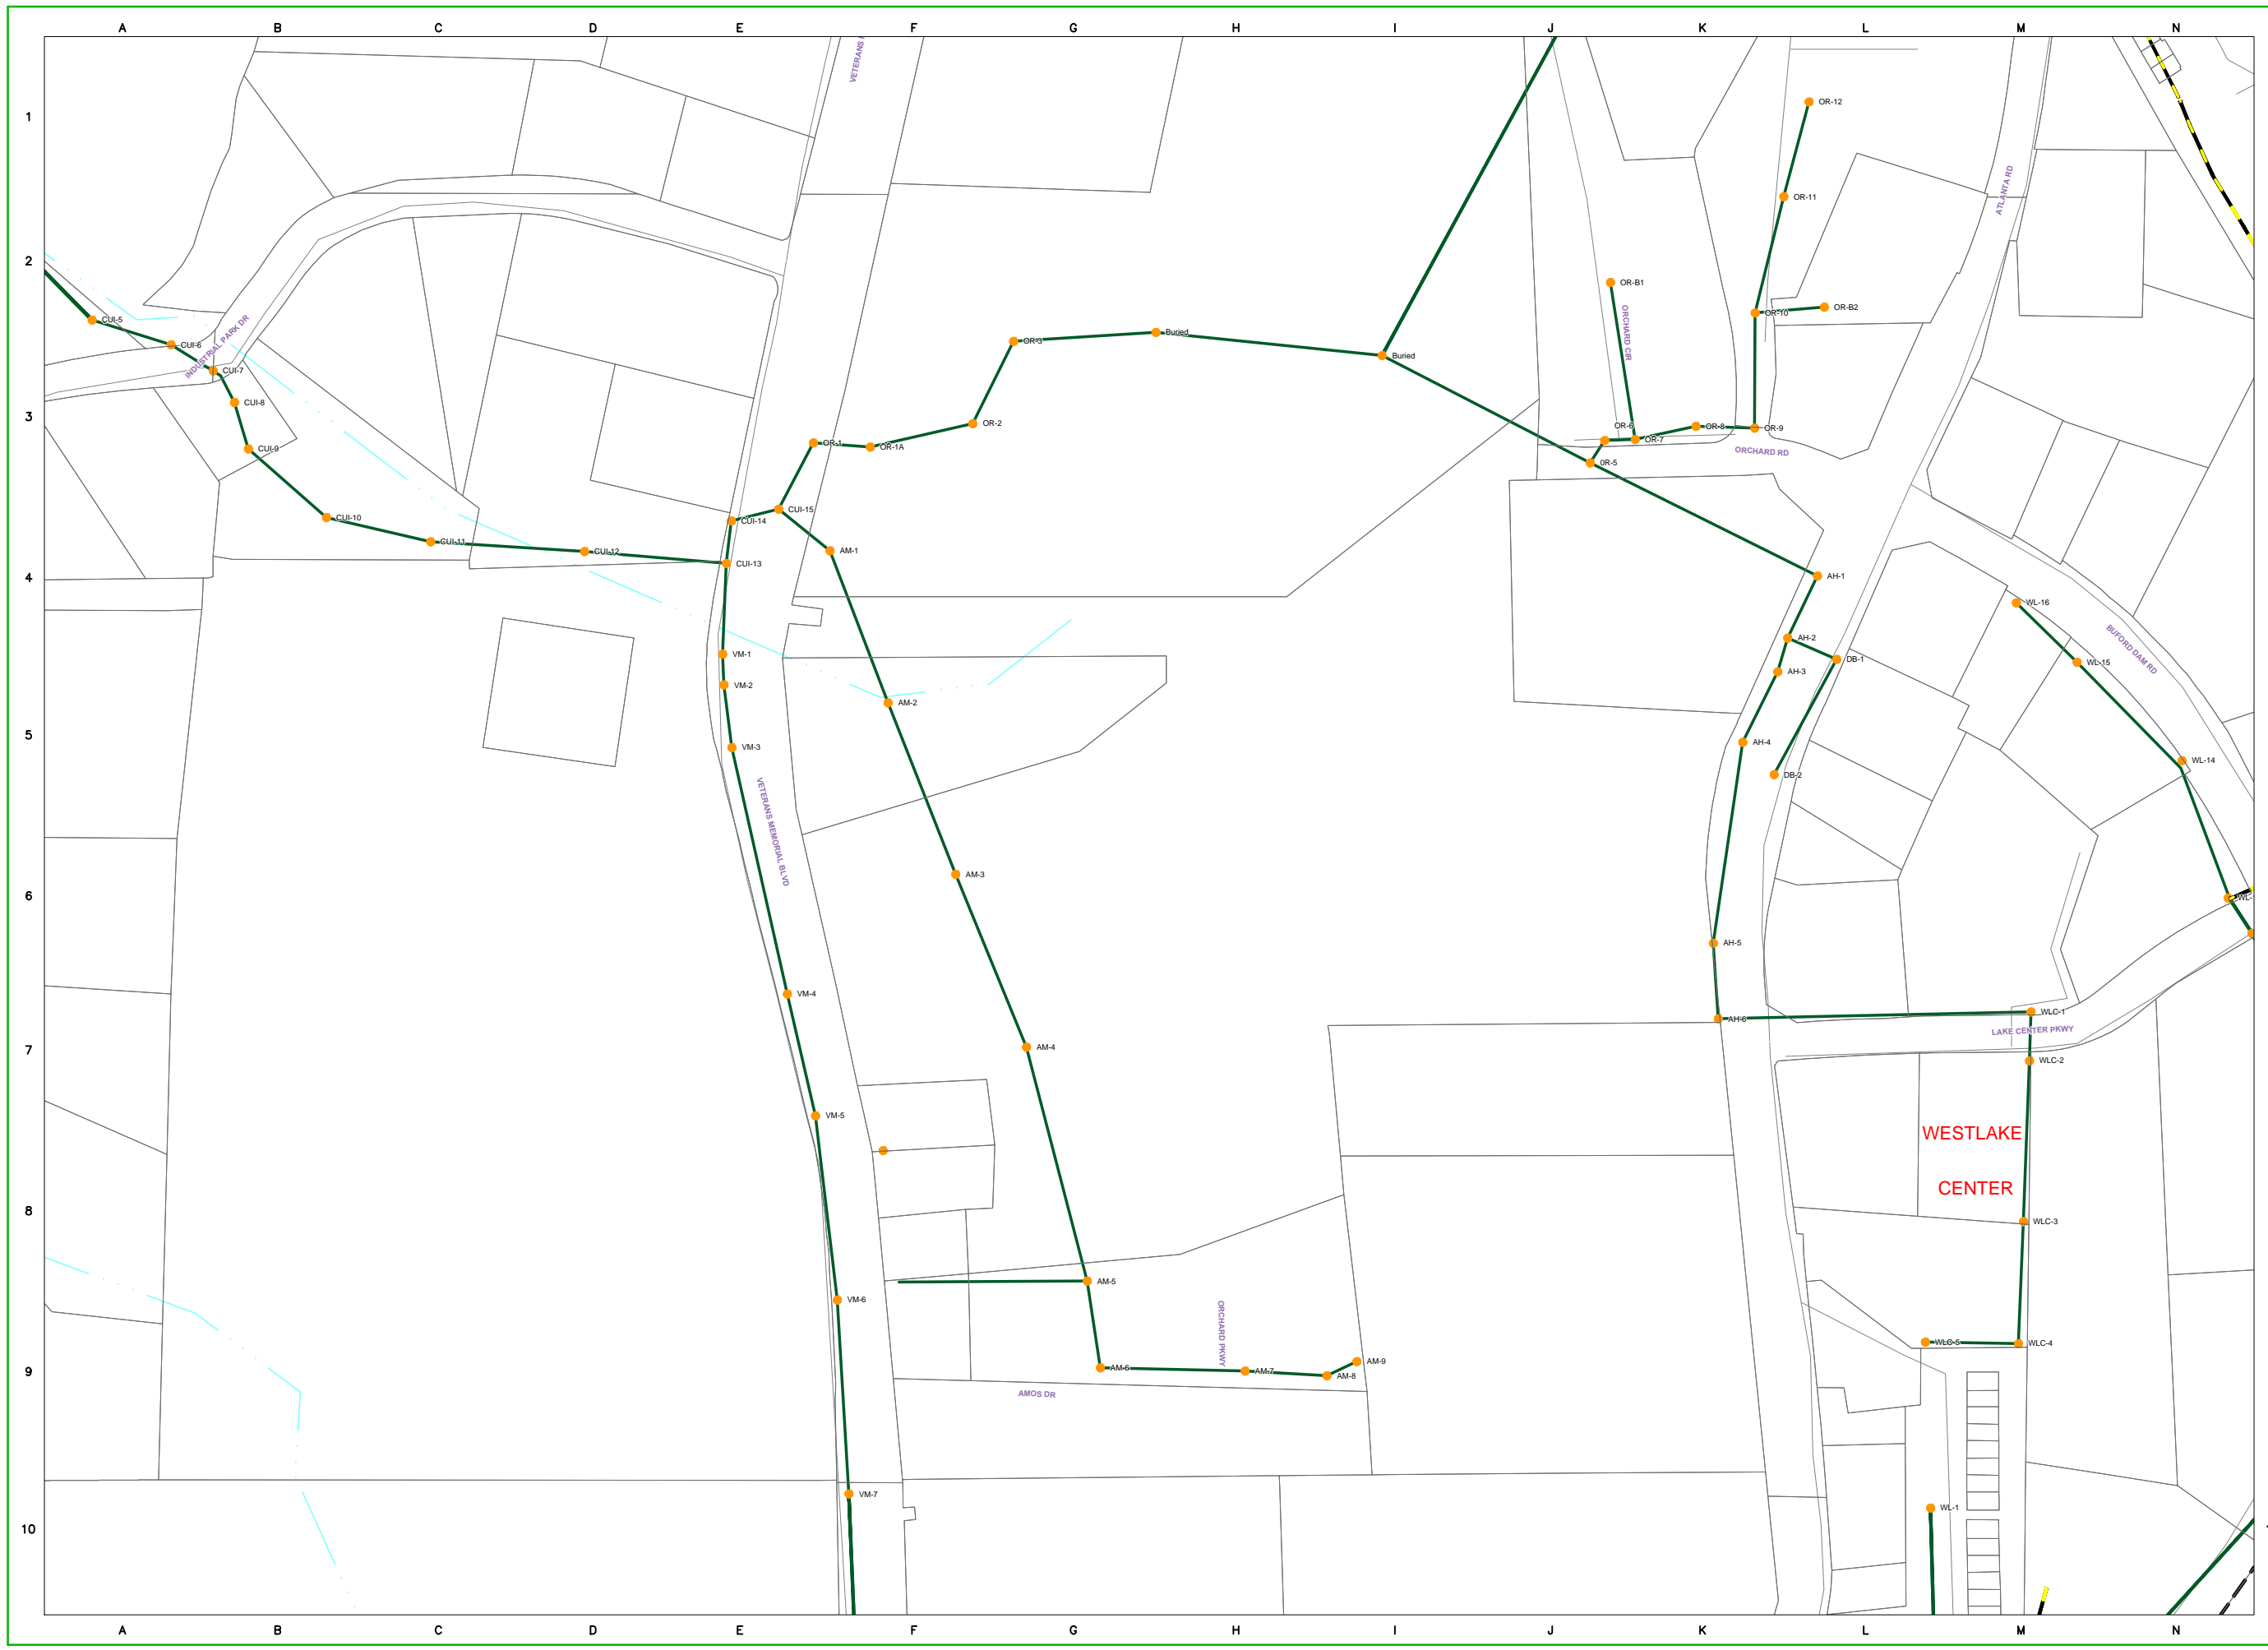 A B C D E F G H I J K L M N
1
2
3
4
5
6
7
8
9
10
VETERANS
OR-12
OR-11
ATLANTA RD
OR-B1
OR-B2
OR-10
CUI-5
CUI-6
INDUSTRIAL PARK DR
CUI-7
CUI-8
CUI-9
CUI-10
CUI-11
CUI-12
CUI-13
CUI-14
CUI-15
OR-1
OR-1A
OR-2
OR-3
Buried
Buried
ORCHARD CIR
OR-6
OR-7
OR-8
OR-9
0R-5
ORCHARD RD
AM-1
AH-1
WL-16
BUFORD DAM RD
AH-2
DB-1
AH-3
WL-15
VM-1
VM-2
AM-2
VM-3
AH-4
DB-2
WL-14
VETERANS MEMORIAL BLVD
AM-3
WL-
AH-5
VM-4
AH-6
WLC-1
LAKE CENTER PKWY
AM-4
WLC-2
VM-5
WESTLAKE
CENTER
WLC-3
AM-5
VM-6
ORCHARD PKWY
WLC-5
WLC-4
AM-6
AM-7
AM-8
AM-9
AMOS DR
VM-7
WL-1
A B C D E F G H I J K L M N